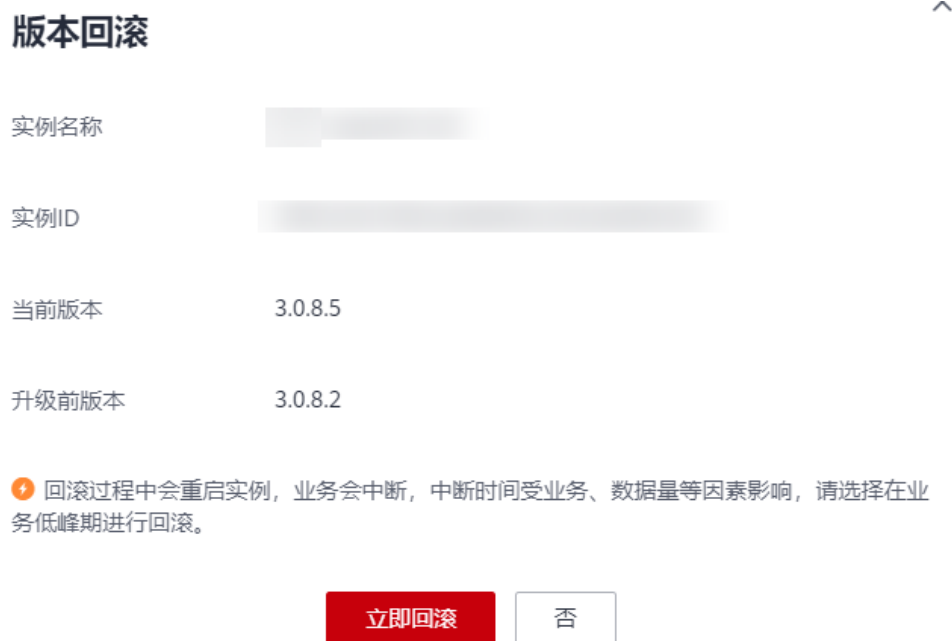 版本回滚
实例名称
实例ID
当前版本 3.0.8.5
升级前版本 3.0.8.2
回滚过程中会重启实例，业务会中断，中断时间受业务、数据量等因素影响，请选择在业
务低峰期进行回滚。
立即回滚 否